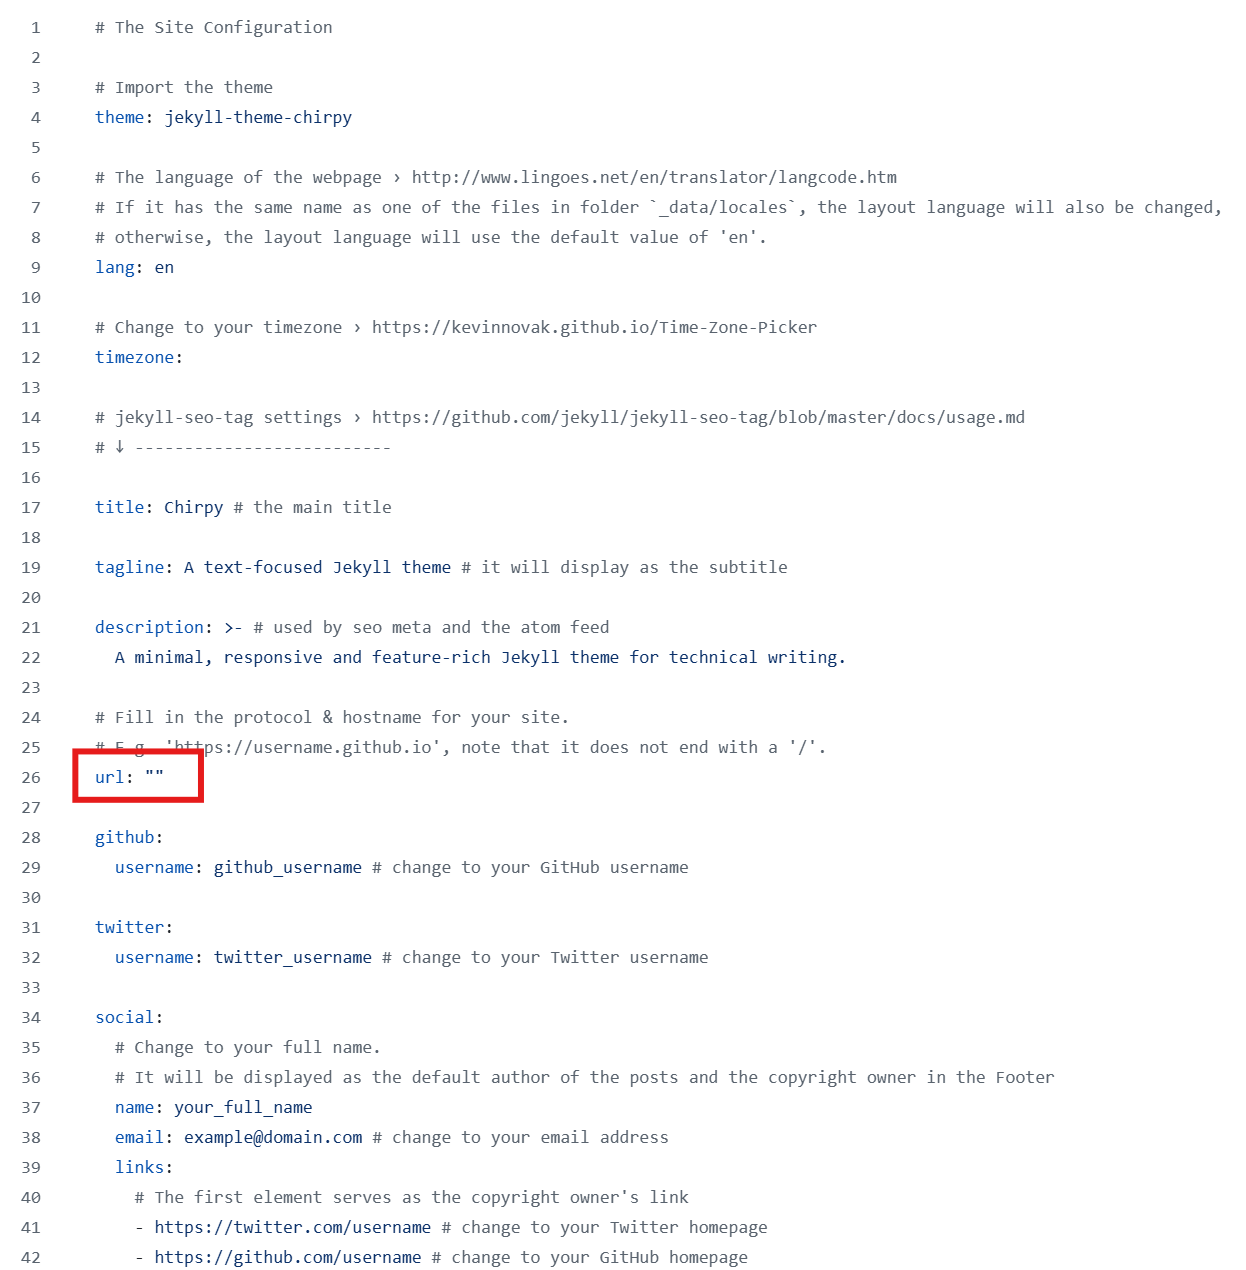 1 # The Site Configuration
2
3 # Import the theme
4 theme: jekyll-theme-chirpy
5
6 # The language of the webpage › http://www.lingoes.net/en/translator/langcode.htm
7 # If it has the same name as one of the files in folder `_data/locales`, the layout language will also be changed,
8 # otherwise, the layout language will use the default value of 'en'.
9 lang: en
10
11 # Change to your timezone › https://kevinnovak.github.io/Time-Zone-Picker
12 timezone:
13
14 # jekyll-seo-tag settings › https://github.com/jekyll/jekyll-seo-tag/blob/master/docs/usage.md
15 # ↓ --------------------------
16
17 title: Chirpy # the main title
18
19 tagline: A text-focused Jekyll theme # it will display as the subtitle
20
21 description: >- # used by seo meta and the atom feed
22   A minimal, responsive and feature-rich Jekyll theme for technical writing.
23
24 # Fill in the protocol & hostname for your site.
25 # E.g. 'https://username.github.io', note that it does not end with a '/'.
26 url: ""
27
28 github:
29   username: github_username # change to your GitHub username
30
31 twitter:
32   username: twitter_username # change to your Twitter username
33
34 social:
35   # Change to your full name.
36   # It will be displayed as the default author of the posts and the copyright owner in the Footer
37   name: your_full_name
38   email: example@domain.com # change to your email address
39   links:
40     # The first element serves as the copyright owner's link
41     - https://twitter.com/username # change to your Twitter homepage
42     - https://github.com/username # change to your GitHub homepage